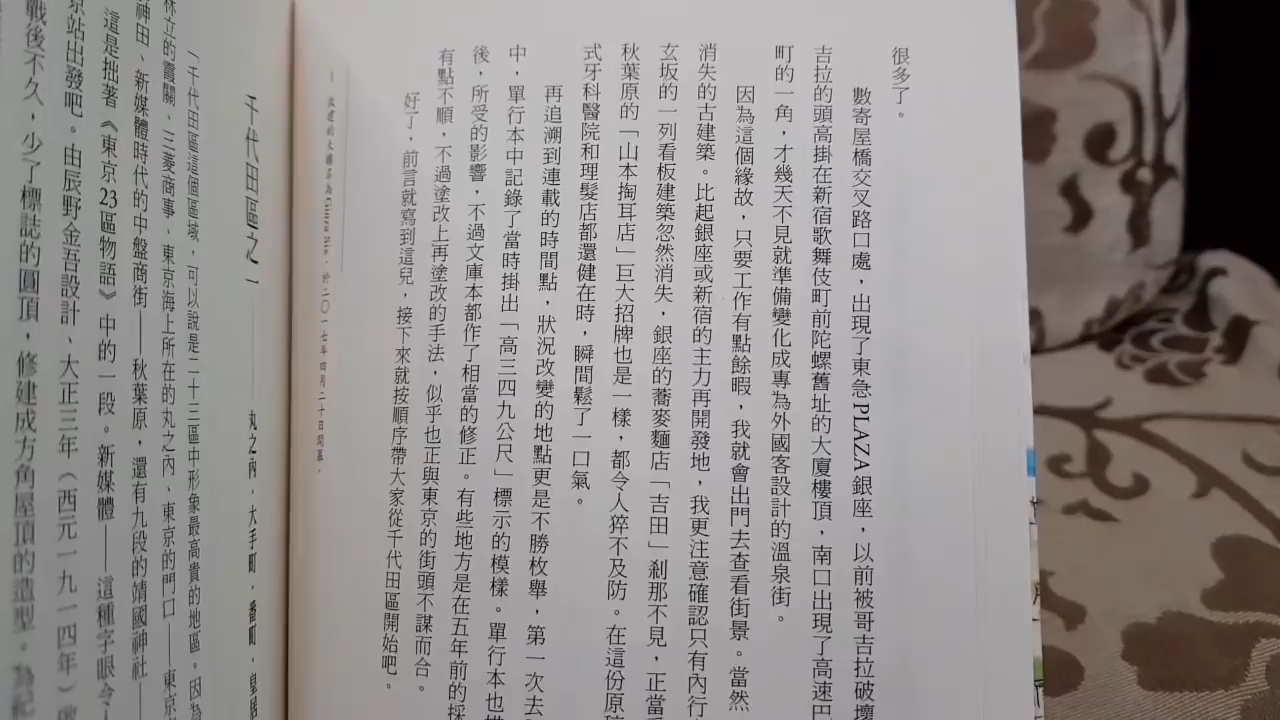 很多了。
數寄屋橋交叉路口處，出現了東急PLAZA銀座，以前被哥吉拉破壞
吉拉的頭高掛在新宿歌舞伎町前陀螺舊址的大廈樓頂，南口出現了高速巴
町的一角，才幾天不見就準備變化成專為外國客設計的溫泉街。
因為這個緣故，只要工作有點餘暇，我就會出門去查看街景。當然
消失的古建築。比起銀座或新宿的主力再開發地，我更注意確認只有內行
玄坂的一列看板建築忽然消失，銀座的蕎麥麵店「吉田」剎那不見，正當
秋葉原的「山本掏耳店」巨大招牌也是一樣，都令人猝不及防。在這份原稿
式牙科醫院和理髮店都還健在時，瞬間鬆了一口氣。
再追溯到連載的時間點，狀況改變的地點更是不勝枚舉，第一次去
中，單行本中記錄了當時掛出「高三四九公尺」標示的模樣。單行本也
後，所受的影響，不過文庫本都作了相當的修正。有些地方是在五年前的採
有點不順，不過塗改上再塗改的手法，似乎也正與東京的街頭不謀而合。
好了，前言就寫到這兒，接下來就按順序帶大家從千代田區開始吧。
於二〇一七年四月二十日開幕。
千代田區之一——丸之內・大手町・番町・皇居
「千代田區這個區域，可以說是二十三區中形象最高貴的地區。因為
林立的霞關、三菱商事、東京海上所在的丸之內、東京的門口——東京
神田、新媒體時代的中盤商街——秋葉原，還有九段的靖國神社——
這是拙著《東京23區物語》中的一段。新媒體——這種字眼令
京站出發吧。由辰野金吾設計、大正三年（西元一九一四年）
戰後不久，少了標誌的圓頂，修建成方角屋頂的造型，為紀